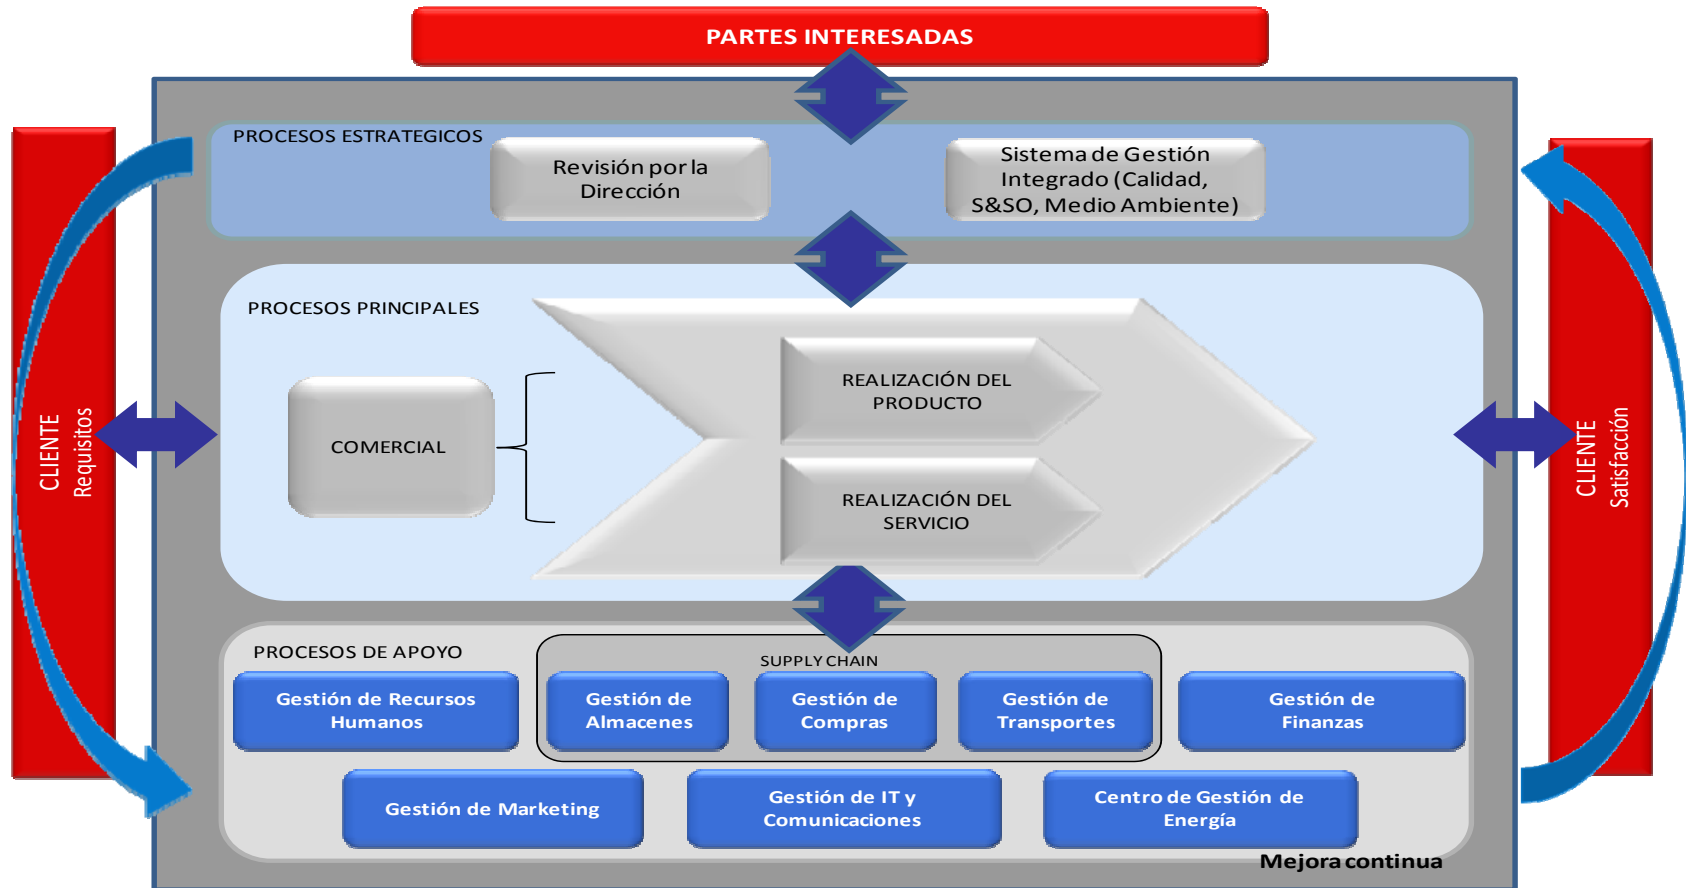 PARTES INTERESADAS
PROCESOS ESTRATEGICOS
Revisión por la
Dirección
Sistema de Gestión
Integrado (Calidad,
S&SO, Medio Ambiente)
CLIENTE
Requisitos
PROCESOS PRINCIPALES
COMERCIAL
REALIZACIÓN DEL
PRODUCTO
REALIZACIÓN DEL
SERVICIO
CLIENTE
Satisfacción
PROCESOS DE APOYO
SUPPLY CHAIN
Gestión de Recursos
Humanos
Gestión de
Almacenes
Gestión de
Compras
Gestión de
Transportes
Gestión de
Finanzas
Gestión de Marketing
Gestión de IT y
Comunicaciones
Centro de Gestión de
Energía
Mejora continua